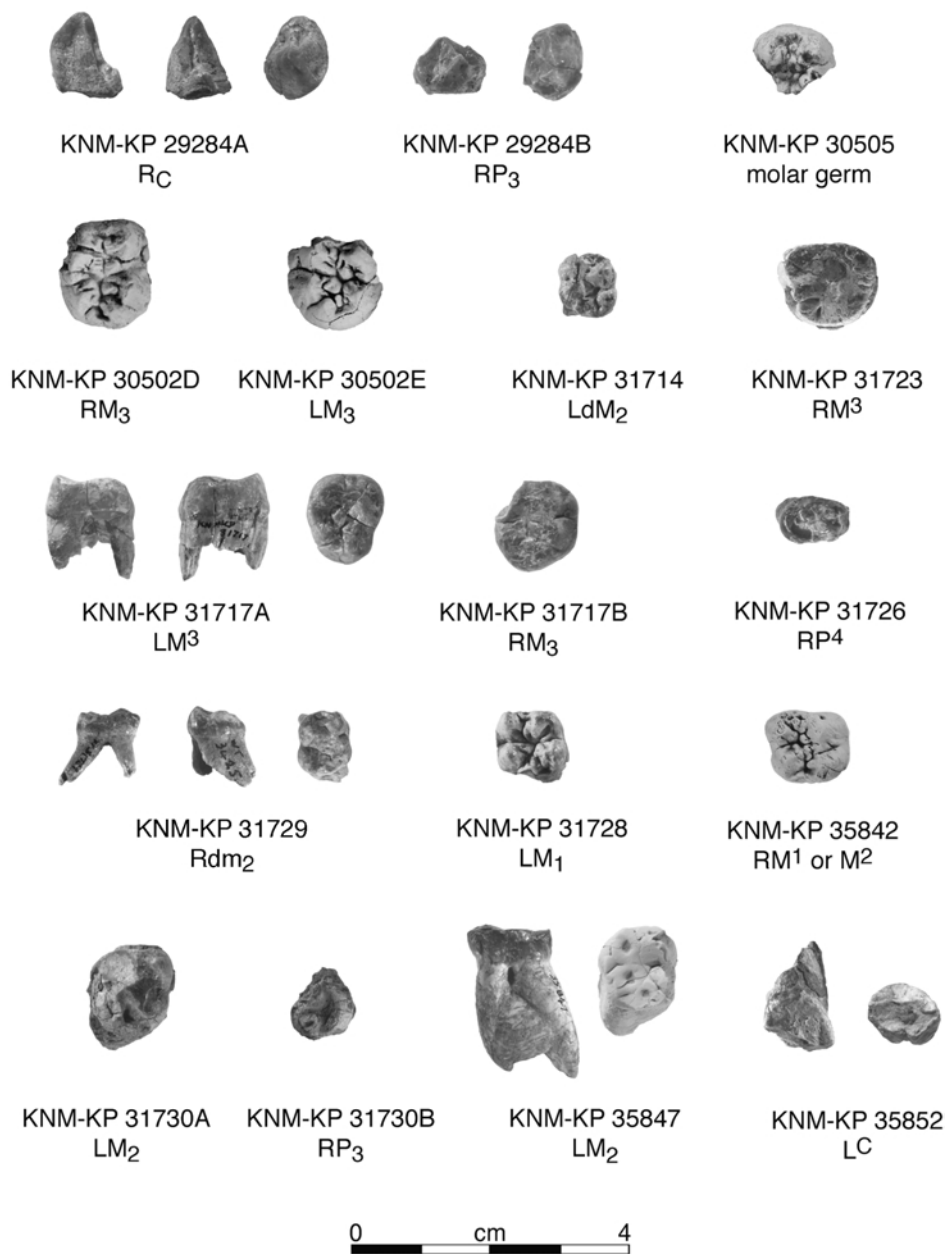 KNM-KP 29284A
R_C
KNM-KP 29284B
RP₃
KNM-KP 30505
molar germ
KNM-KP 30502D
RM₃
KNM-KP 30502E
LM₃
KNM-KP 31714
LdM₂
KNM-KP 31723
RM³
KNM-KP 31717A
LM³
KNM-KP 31717B
RM₃
KNM-KP 31726
RP⁴
KNM-KP 31729
Rdm₂
KNM-KP 31728
LM₁
KNM-KP 35842
RM¹ or M²
KNM-KP 31730A
LM₂
KNM-KP 31730B
RP₃
KNM-KP 35847
LM₂
KNM-KP 35852
L^C
0 cm 4